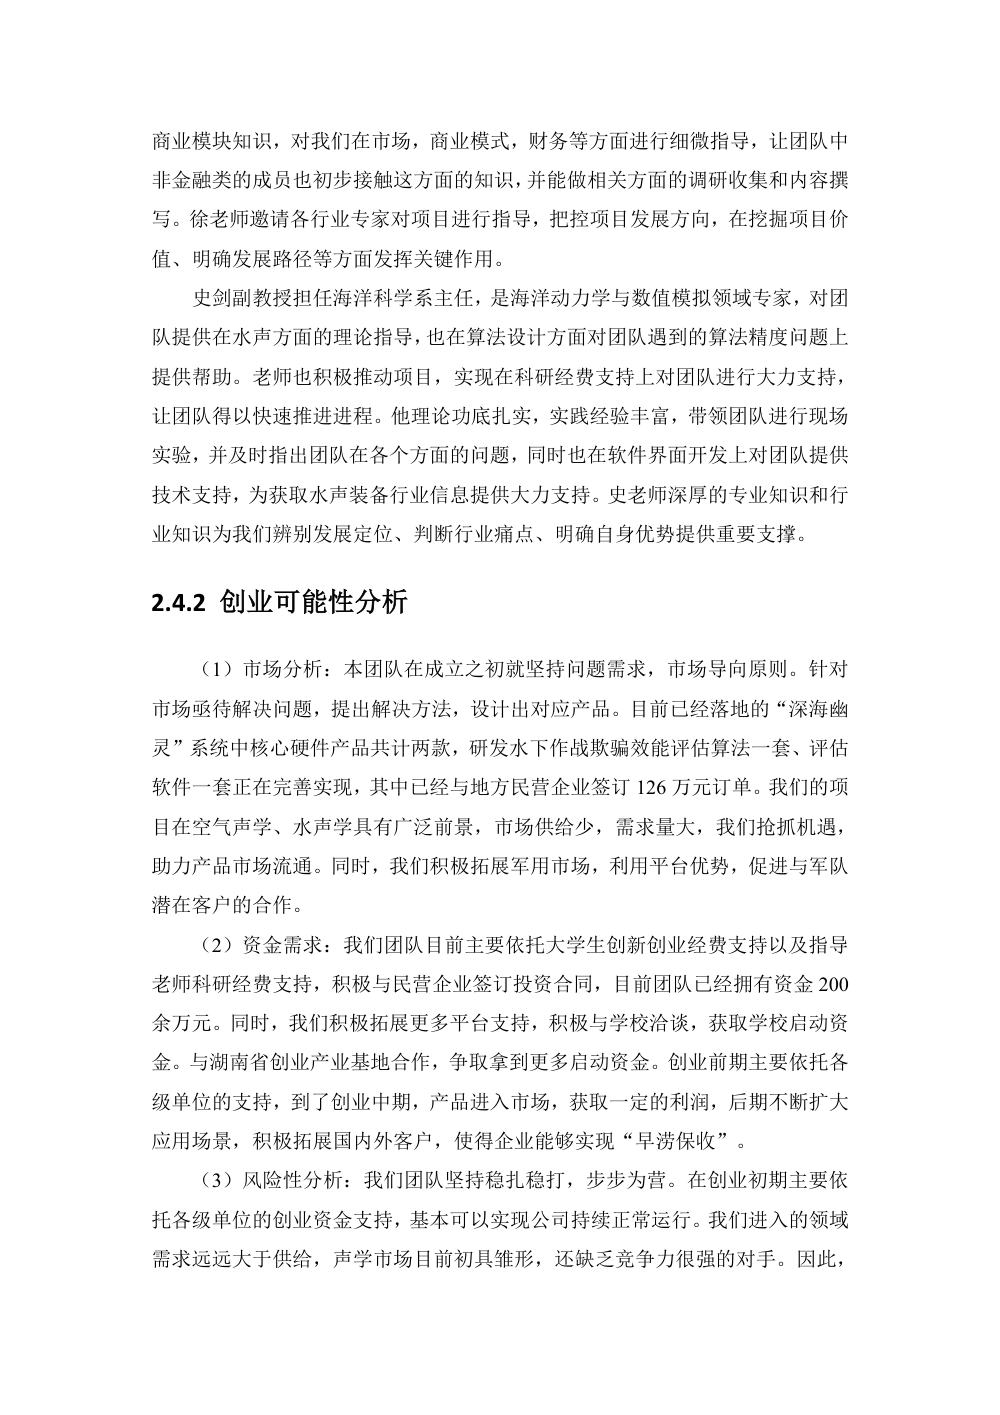 商业模块知识，对我们在市场，商业模式，财务等方面进行细微指导，让团队中
非金融类的成员也初步接触这方面的知识，并能做相关方面的调研收集和内容撰
写。徐老师邀请各行业专家对项目进行指导，把控项目发展方向，在挖掘项目价
值、明确发展路径等方面发挥关键作用。
史剑副教授担任海洋科学系主任，是海洋动力学与数值模拟领域专家，对团
队提供在水声方面的理论指导，也在算法设计方面对团队遇到的算法精度问题上
提供帮助。老师也积极推动项目，实现在科研经费支持上对团队进行大力支持，
让团队得以快速推进进程。他理论功底扎实，实践经验丰富，带领团队进行现场
实验，并及时指出团队在各个方面的问题，同时也在软件界面开发上对团队提供
技术支持，为获取水声装备行业信息提供大力支持。史老师深厚的专业知识和行
业知识为我们辨别发展定位、判断行业痛点、明确自身优势提供重要支撑。
2.4.2 创业可能性分析
（1）市场分析：本团队在成立之初就坚持问题需求，市场导向原则。针对
市场亟待解决问题，提出解决方法，设计出对应产品。目前已经落地的“深海幽
灵”系统中核心硬件产品共计两款，研发水下作战欺骗效能评估算法一套、评估
软件一套正在完善实现，其中已经与地方民营企业签订 126 万元订单。我们的项
目在空气声学、水声学具有广泛前景，市场供给少，需求量大，我们抢抓机遇，
助力产品市场流通。同时，我们积极拓展军用市场，利用平台优势，促进与军队
潜在客户的合作。
（2）资金需求：我们团队目前主要依托大学生创新创业经费支持以及指导
老师科研经费支持，积极与民营企业签订投资合同，目前团队已经拥有资金 200
余万元。同时，我们积极拓展更多平台支持，积极与学校洽谈，获取学校启动资
金。与湖南省创业产业基地合作，争取拿到更多启动资金。创业前期主要依托各
级单位的支持，到了创业中期，产品进入市场，获取一定的利润，后期不断扩大
应用场景，积极拓展国内外客户，使得企业能够实现“旱涝保收”。
（3）风险性分析：我们团队坚持稳扎稳打，步步为营。在创业初期主要依
托各级单位的创业资金支持，基本可以实现公司持续正常运行。我们进入的领域
需求远远大于供给，声学市场目前初具雏形，还缺乏竞争力很强的对手。因此，